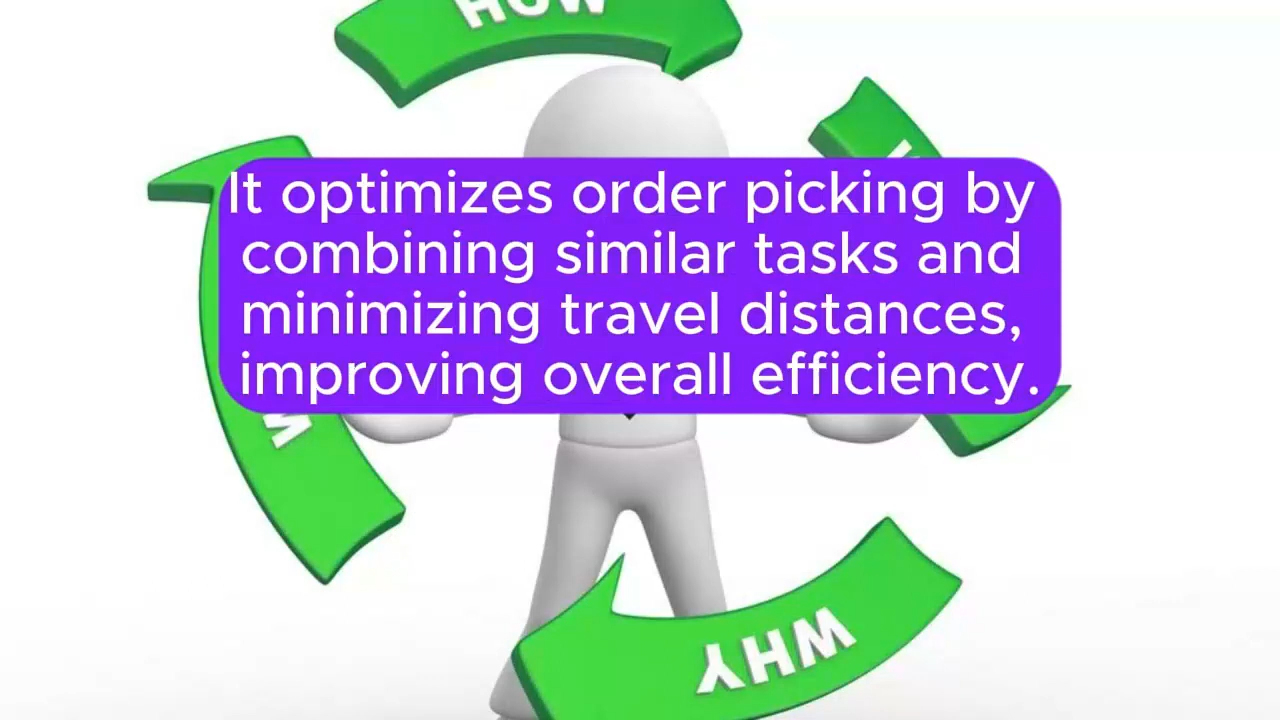 HOW
It optimizes order picking by
combining similar tasks and
minimizing travel distances,
improving overall efficiency.
WHY